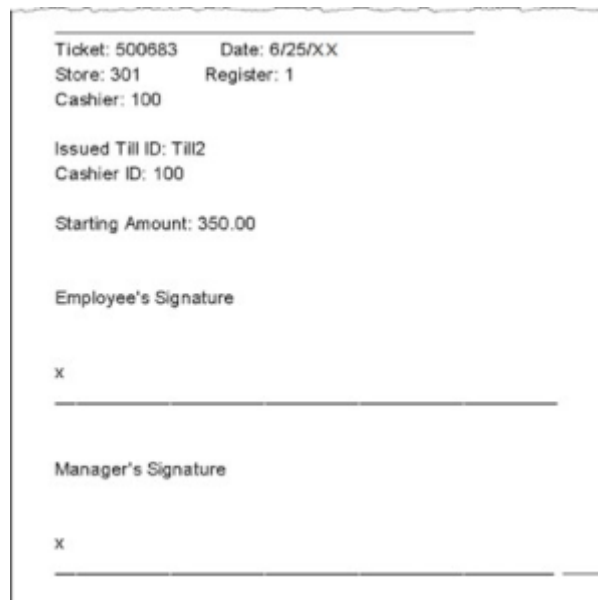 Ticket: 500683 Date: 6/25/XX
Store: 301 Register: 1
Cashier: 100
Issued Till ID: Till2
Cashier ID: 100
Starting Amount: 350.00
Employee's Signature
x
Manager's Signature
x